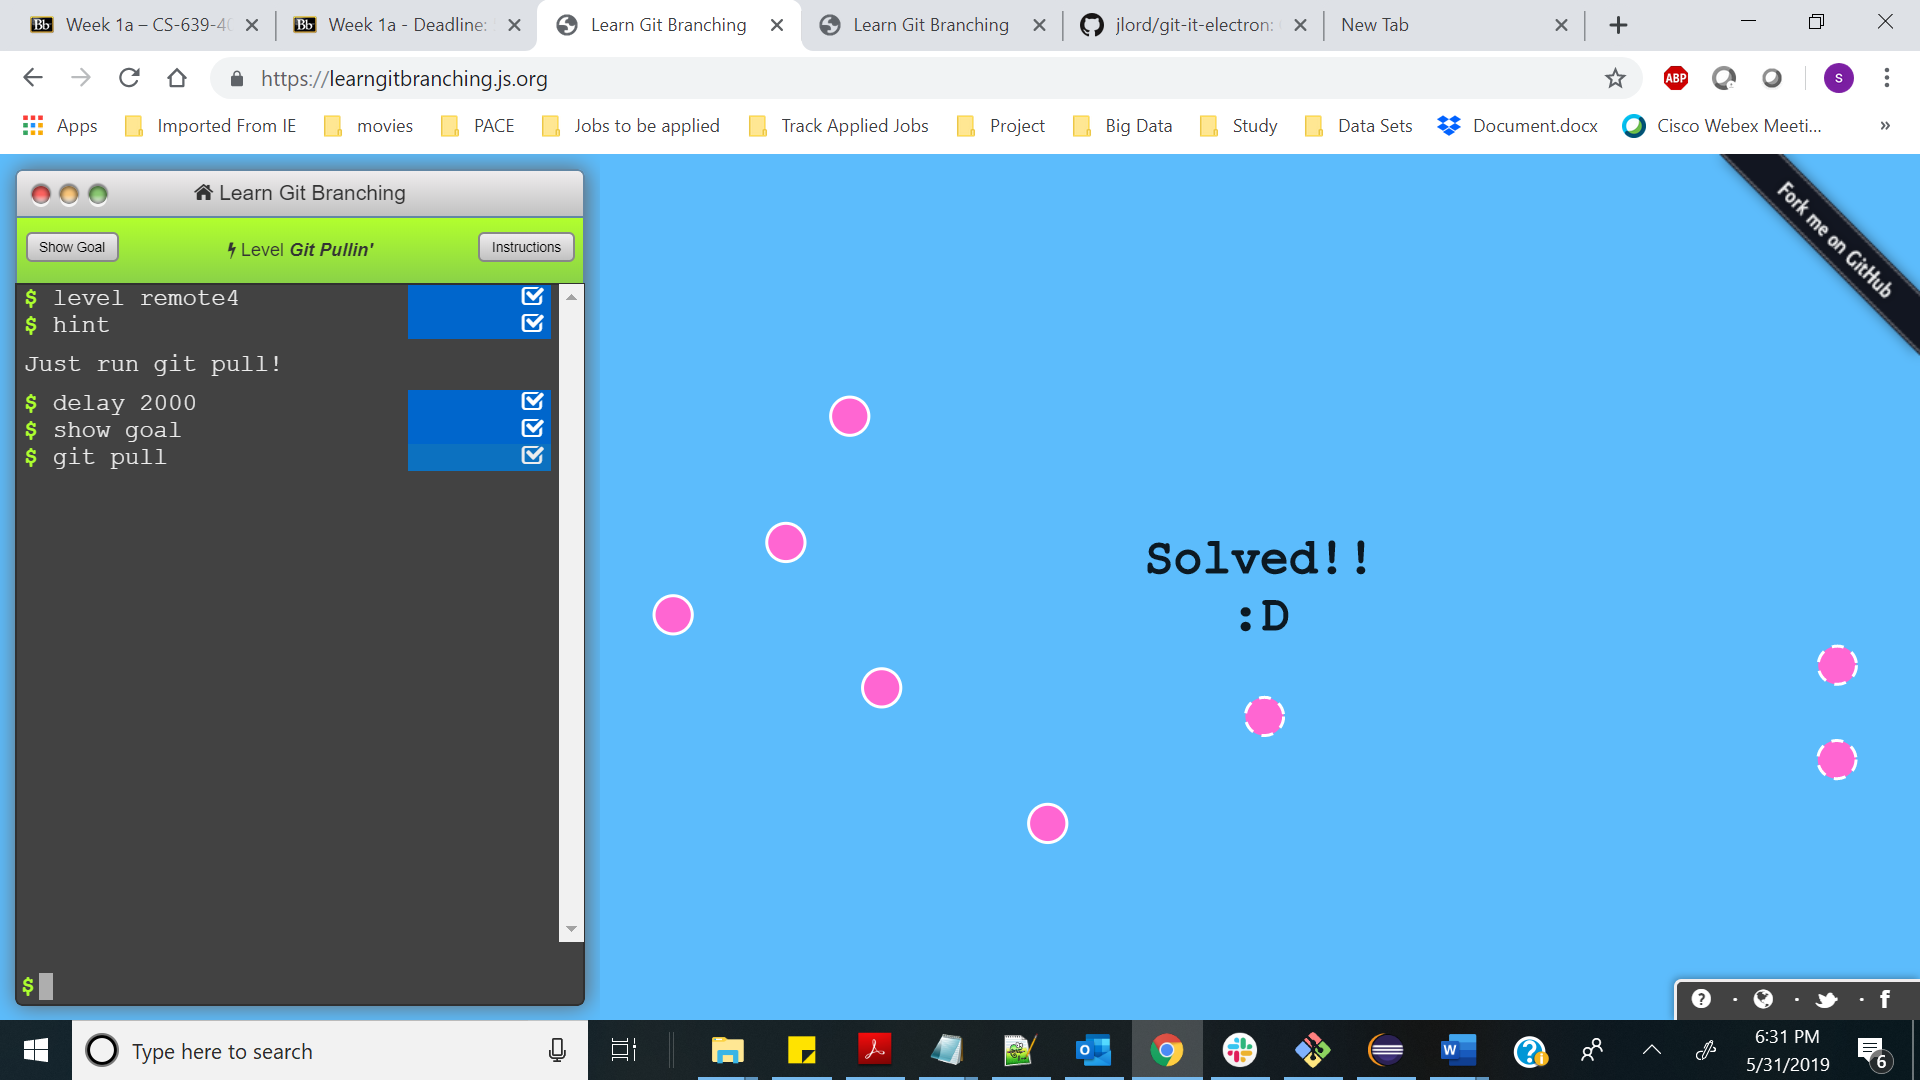 Week 1a – CS-639-40
Week 1a - Deadline:
Learn Git Branching
Learn Git Branching
jlord/git-it-electron:
New Tab
https://learngitbranching.js.org
ABP
s
Apps
Imported From IE
movies
PACE
Jobs to be applied
Track Applied Jobs
Project
Big Data
Study
Data Sets
Document.docx
Cisco Webex Meeti...
»
Learn Git Branching
Show Goal
Level Git Pullin'
Instructions
$ level remote4
$ hint
Just run git pull!
$ delay 2000
$ show goal
$ git pull
$
Fork me on GitHub
Solved!!
:D
Type here to search
6:31 PM
5/31/2019
6